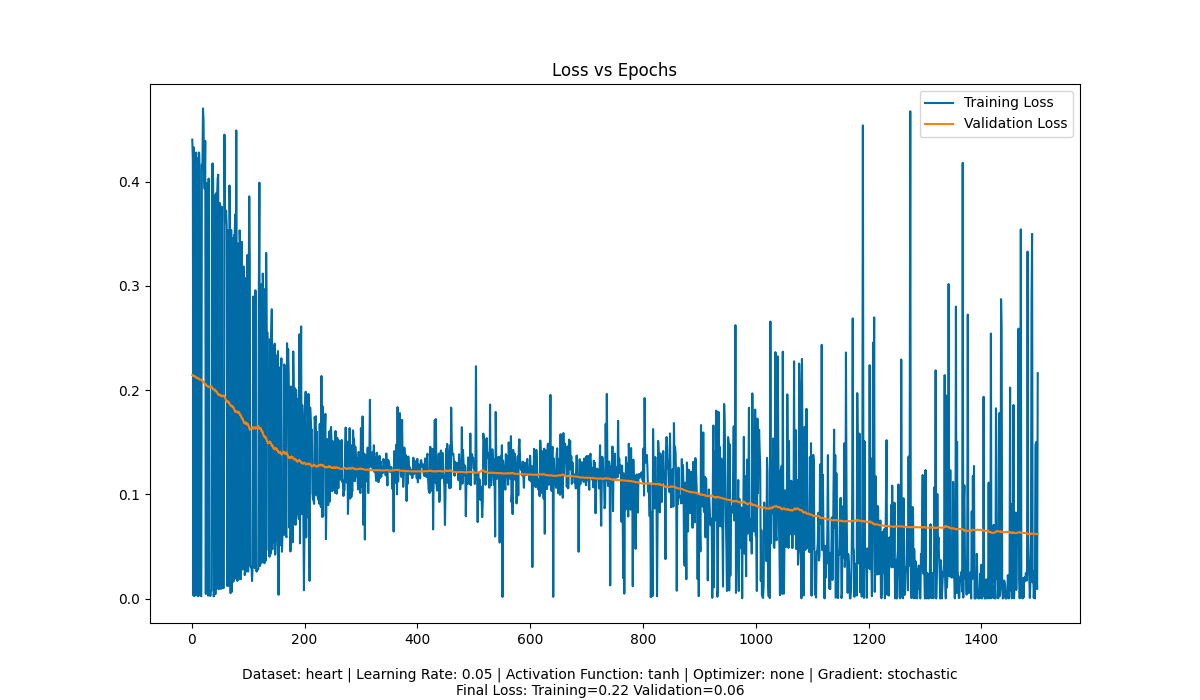 Loss vs Epochs
Training Loss
Validation Loss
0.4
0.3
0.2
0.1
0.0
0 200 400 600 800 1000 1200 1400
Dataset: heart | Learning Rate: 0.05 | Activation Function: tanh | Optimizer: none | Gradient: stochastic
Final Loss: Training=0.22 Validation=0.06